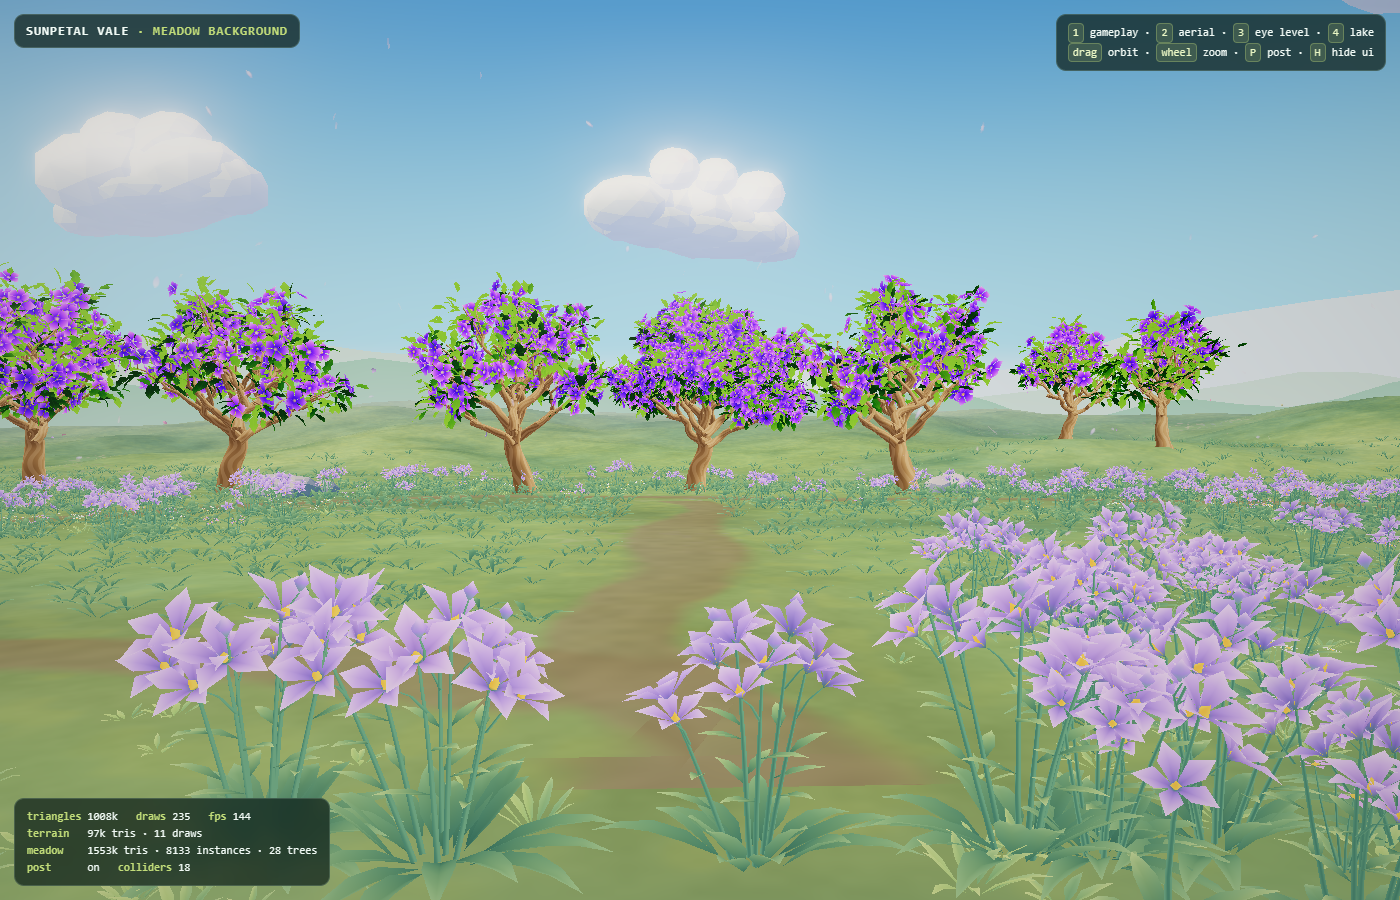 SUNPETAL VALE · MEADOW BACKGROUND
1 gameplay · 2 aerial · 3 eye level · 4 lake
drag orbit · wheel zoom · P post · H hide ui
triangles 1008k draws 235 fps 144
terrain 97k tris · 11 draws
meadow 1553k tris · 8133 instances · 28 trees
post on colliders 18